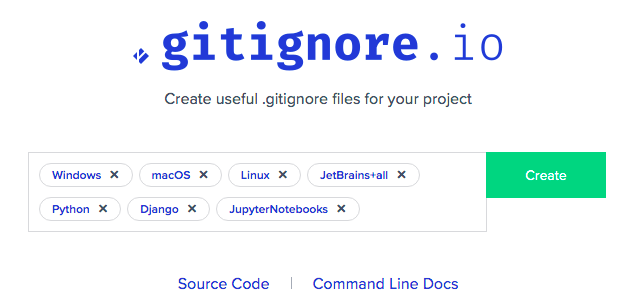 gitignore.io
Create useful .gitignore files for your project
Windows ✕ macOS ✕ Linux ✕ JetBrains+all ✕ Create
Python ✕ Django ✕ JupyterNotebooks ✕
Source Code | Command Line Docs